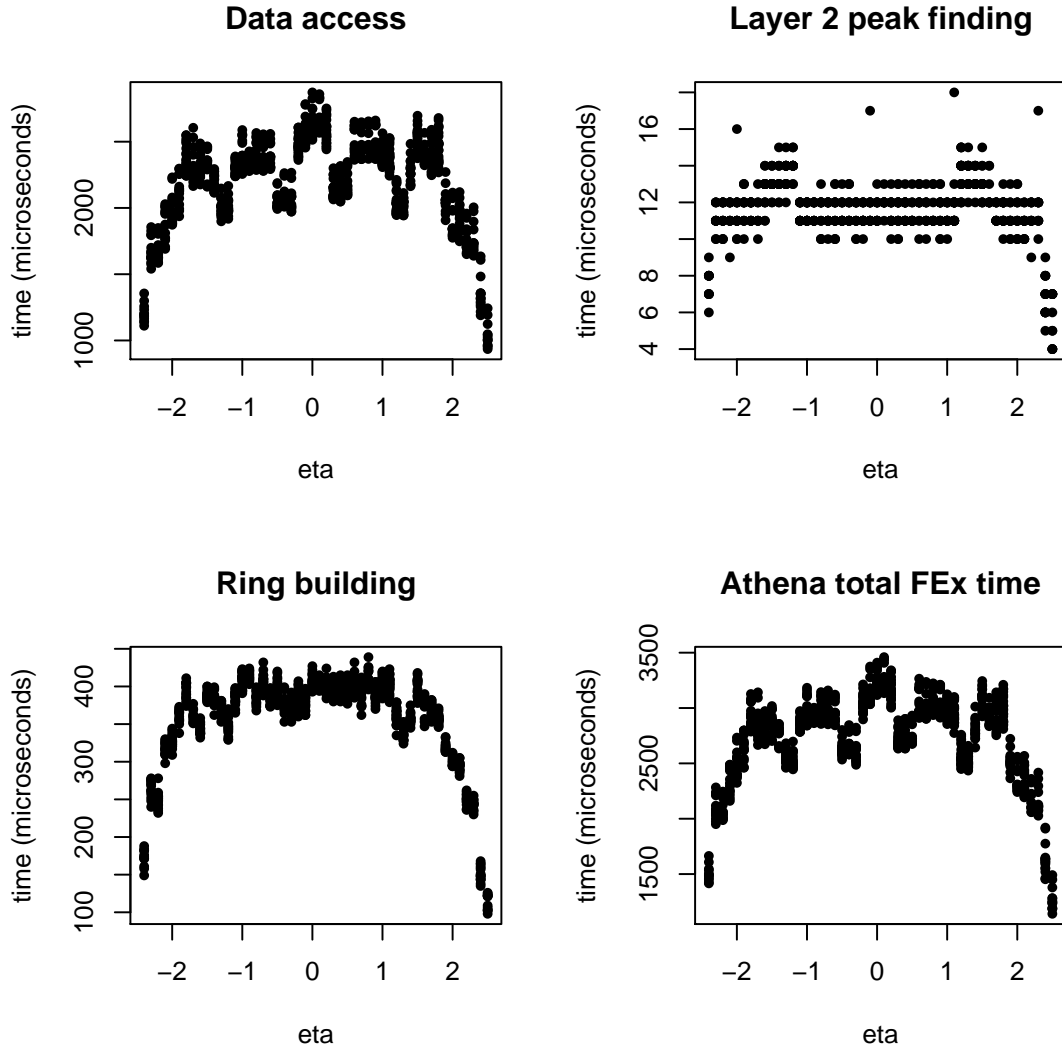 Data access
time (microseconds)
1000
2000
−2
−1
0
1
2
eta
Layer 2 peak finding
time (microseconds)
4
6
8
12
16
−2
−1
0
1
2
eta
Ring building
time (microseconds)
100
200
300
400
−2
−1
0
1
2
eta
Athena total FEx time
time (microseconds)
1500
2500
3500
−2
−1
0
1
2
eta